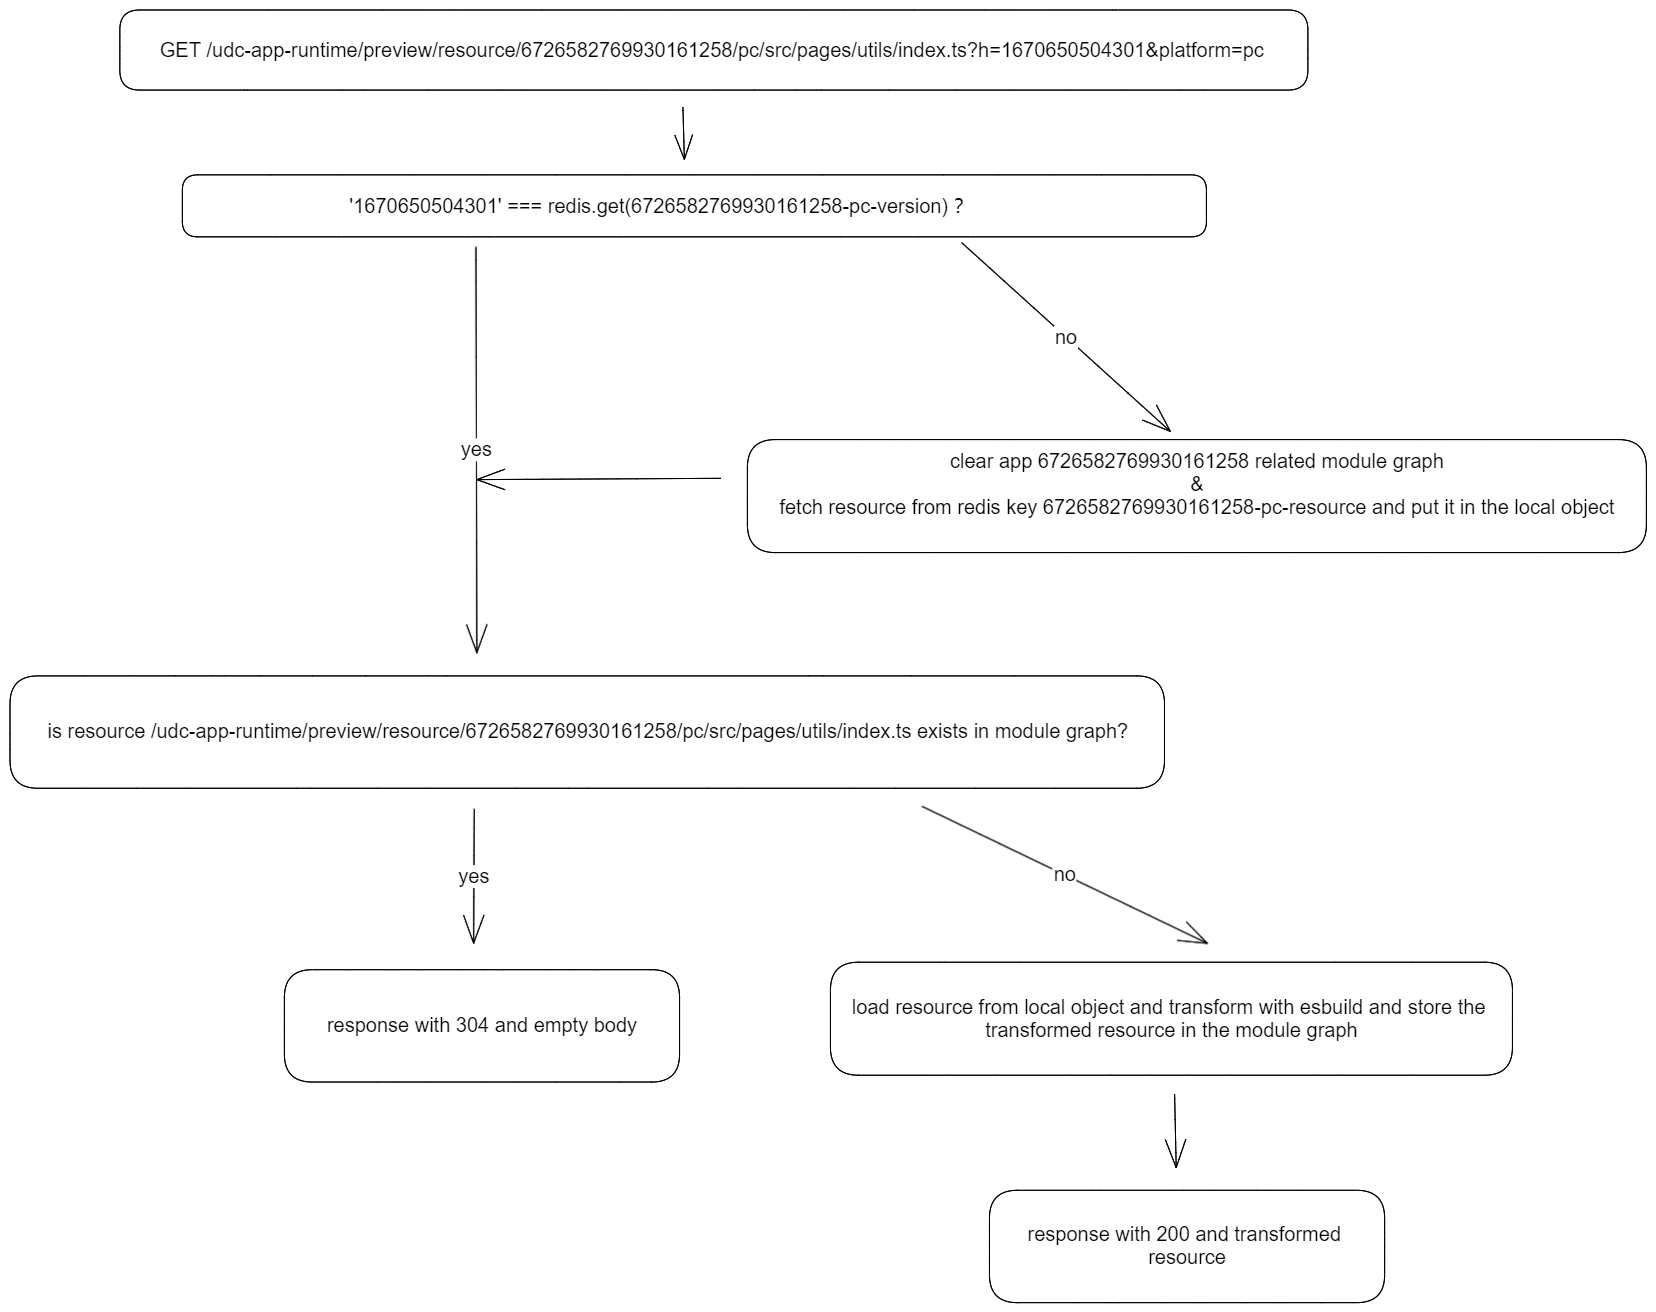 GET /udc-app-runtime/preview/resource/6726582769930161258/pc/src/pages/utils/index.ts?h=1670650504301&platform=pc
'1670650504301' === redis.get(6726582769930161258-pc-version) ?
no
yes
clear app 6726582769930161258 related module graph
&
fetch resource from redis key 6726582769930161258-pc-resource and put it in the local object
is resource /udc-app-runtime/preview/resource/6726582769930161258/pc/src/pages/utils/index.ts exists in module graph?
yes
no
response with 304 and empty body
load resource from local object and transform with esbuild and store the
transformed resource in the module graph
response with 200 and transformed
resource